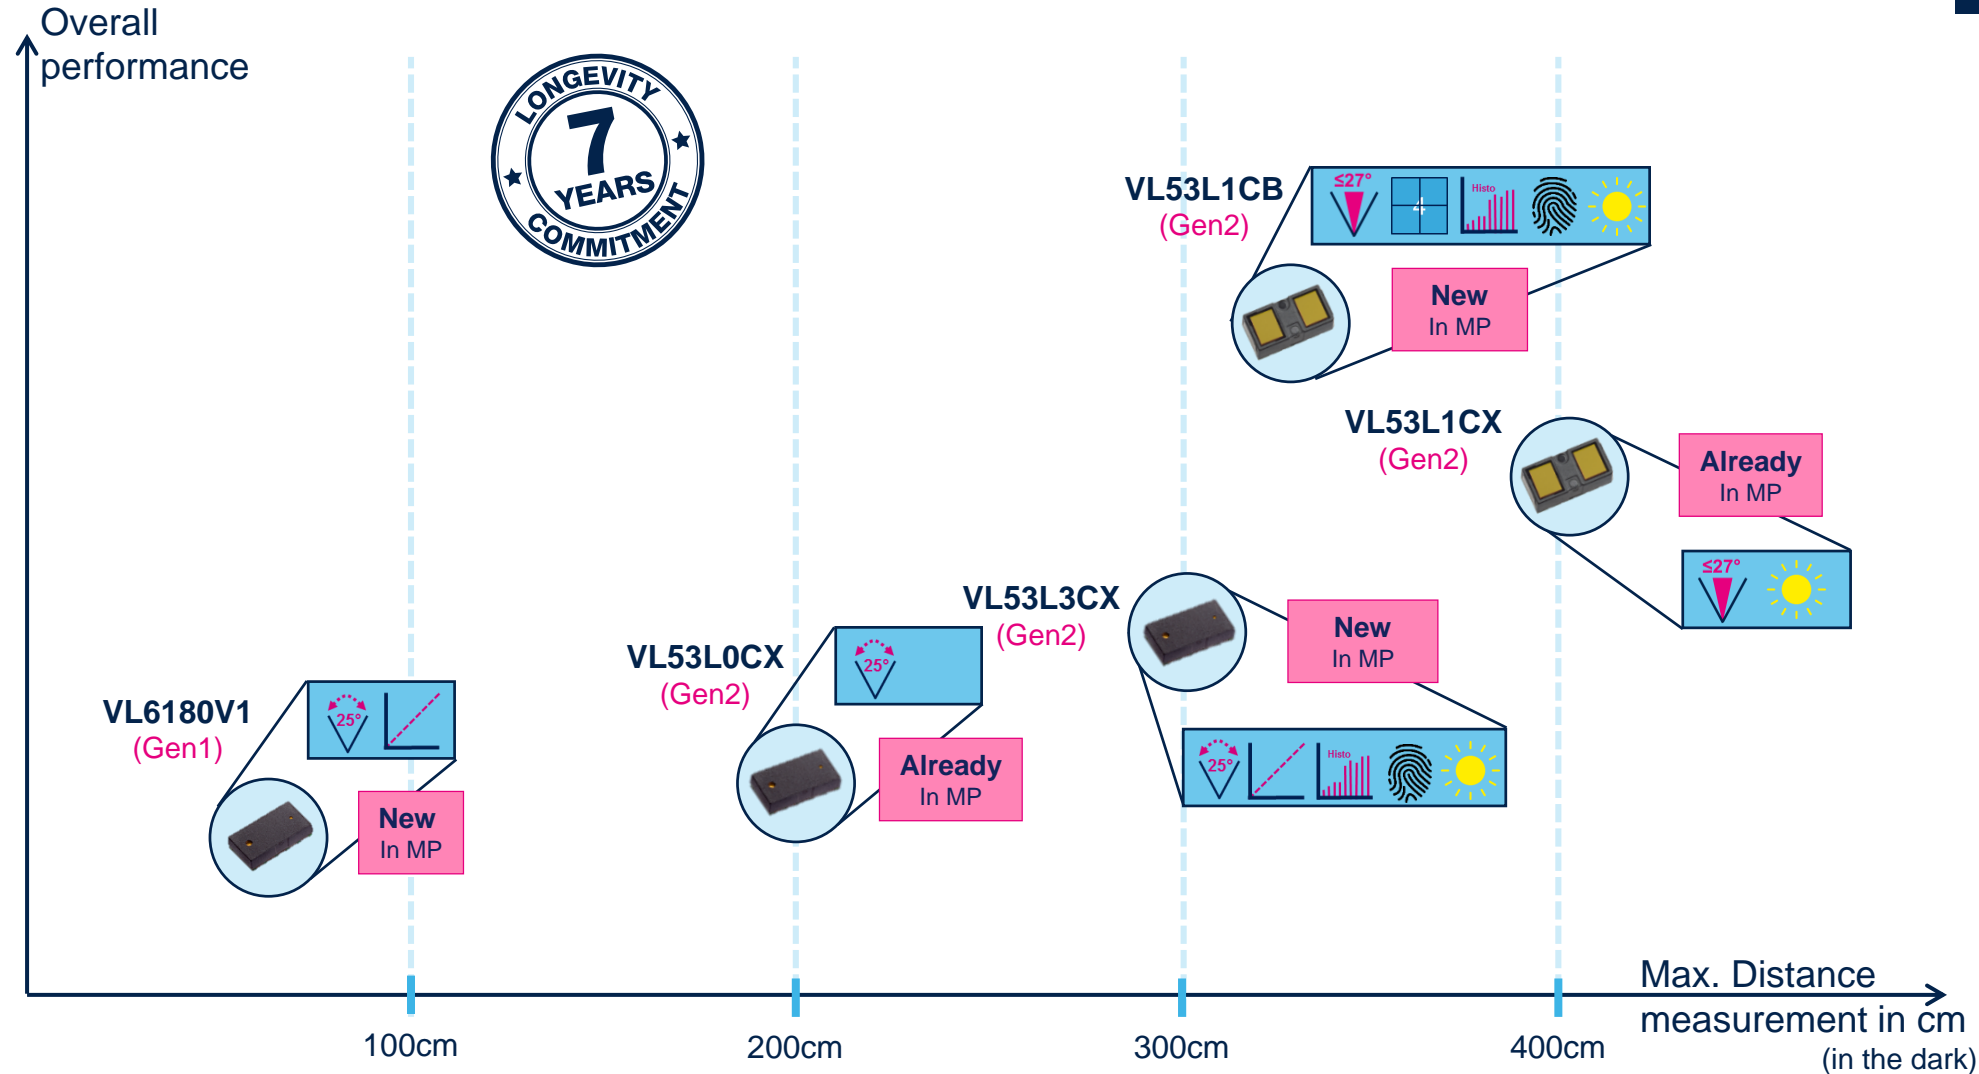 Overall
performance
LONGEVITY
7
YEARS
COMMITMENT
VL53L1CB
(Gen2)
≤27°
4
Histo
New
In MP
VL53L1CX
(Gen2)
Already
In MP
≤27°
VL53L3CX
(Gen2)
New
In MP
25°
Histo
VL53L0CX
(Gen2)
25°
Already
In MP
VL6180V1
(Gen1)
25°
New
In MP
100cm
200cm
300cm
400cm
Max. Distance
measurement in cm
(in the dark)